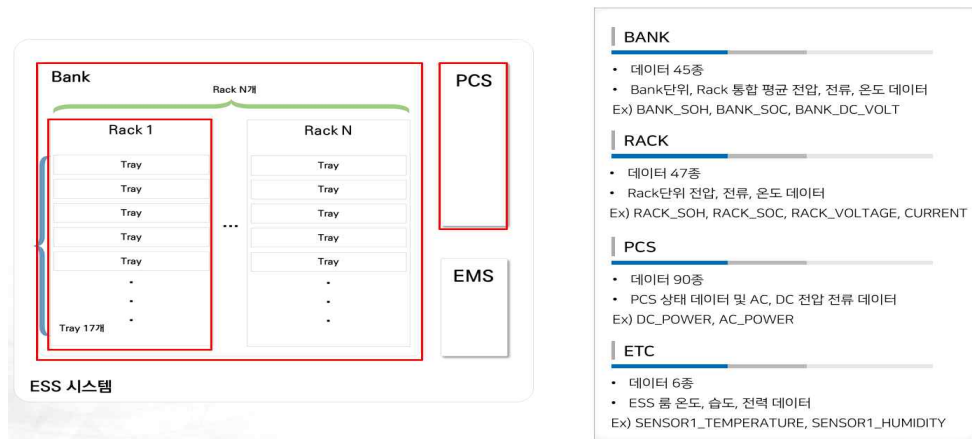 Bank
Rack N개
Rack 1
Rack N
Tray
Tray
Tray
Tray
Tray
Tray
Tray
Tray
Tray
Tray
...
Tray 17개
PCS
EMS
ESS 시스템
BANK
• 데이터 45종
• Bank단위, Rack 통합 평균 전압, 전류, 온도 데이터
Ex) BANK_SOH, BANK_SOC, BANK_DC_VOLT
RACK
• 데이터 47종
• Rack단위 전압, 전류, 온도 데이터
Ex) RACK_SOH, RACK_SOC, RACK_VOLTAGE, CURRENT
PCS
• 데이터 90종
• PCS 상태 데이터 및 AC, DC 전압 전류 데이터
Ex) DC_POWER, AC_POWER
ETC
• 데이터 6종
• ESS 룸 온도, 습도, 전력 데이터
Ex) SENSOR1_TEMPERATURE, SENSOR1_HUMIDITY